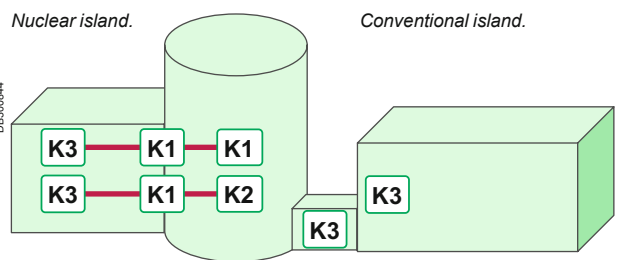 Nuclear island.
Conventional island.
K3 K1 K1
K3 K1 K2
K3
K3